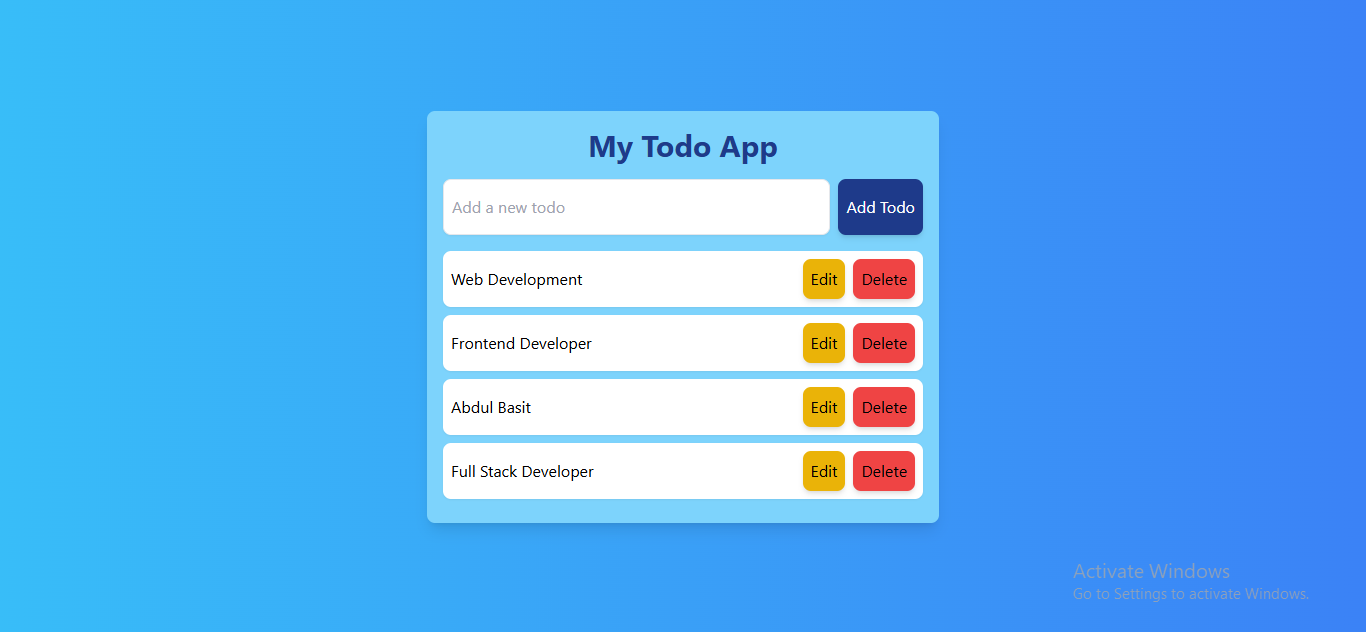 My Todo App
Add a new todo
Add Todo
Web Development Edit Delete
Frontend Developer Edit Delete
Abdul Basit Edit Delete
Full Stack Developer Edit Delete
Activate Windows
Go to Settings to activate Windows.